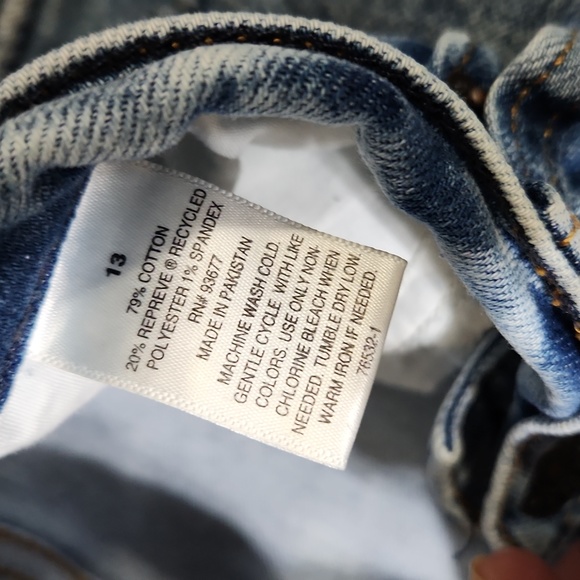 13
79% COTTON
20% REPREVE ® RECYCLED
POLYESTER 1% SPANDEX
RN# 93677
MADE IN PAKISTAN
MACHINE WASH COLD,
GENTLE CYCLE. WITH LIKE
COLORS. USE ONLY NON-
CHLORINE BLEACH WHEN
NEEDED. TUMBLE DRY LOW.
WARM IRON IF NEEDED.
76532-1